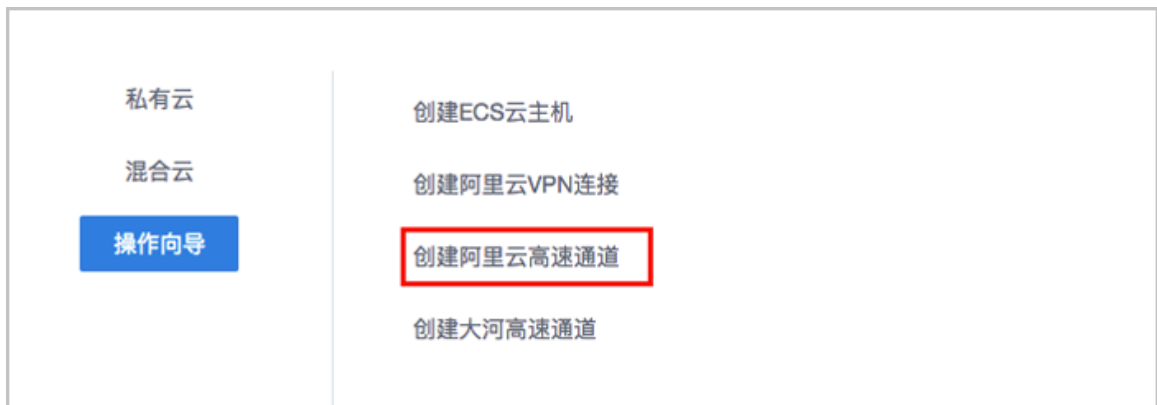 私有云
混合云
操作向导
创建ECS云主机
创建阿里云VPN连接
创建阿里云高速通道
创建大河高速通道